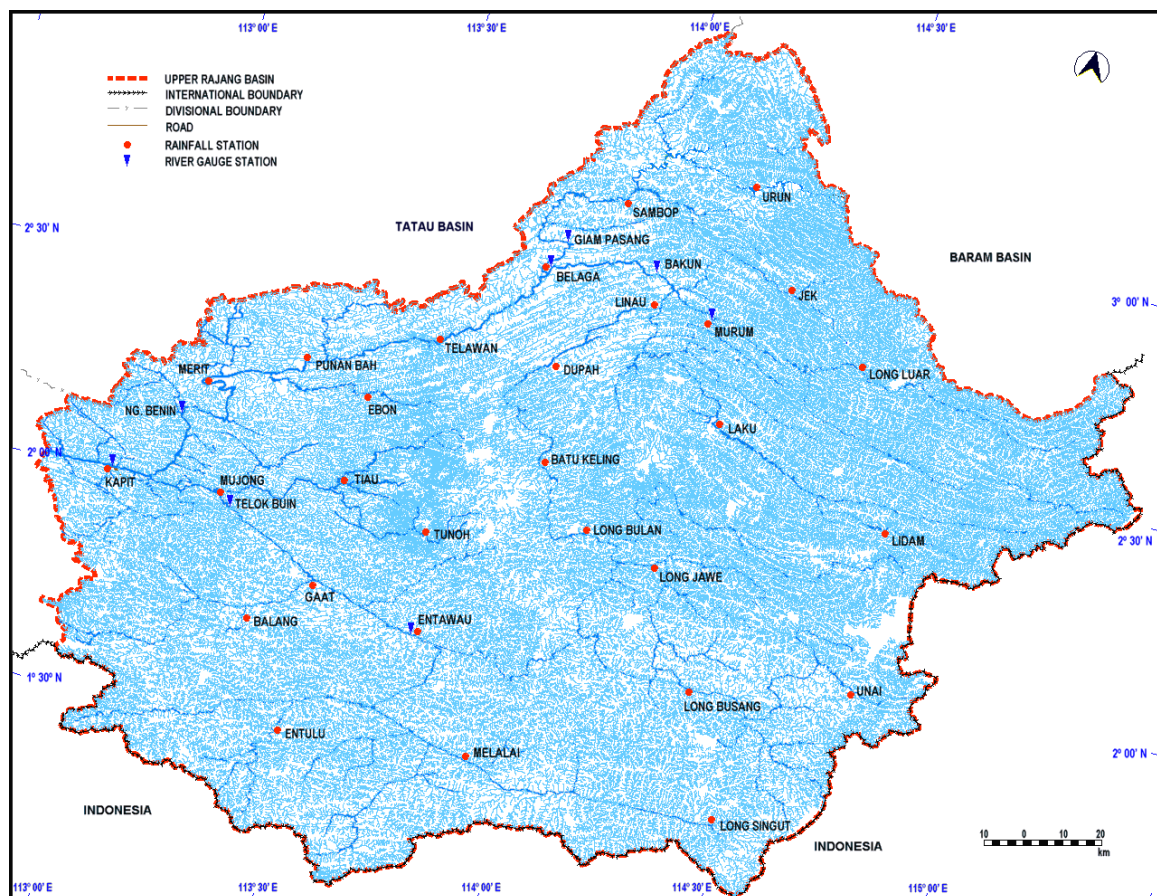 113° 00' E
113° 30' E
114° 00' E
114° 30' E
UPPER RAJANG BASIN
INTERNATIONAL BOUNDARY
DIVISIONAL BOUNDARY
ROAD
RAINFALL STATION
RIVER GAUGE STATION
URUN
SAMBOP
2° 30' N
TATAU BASIN
GIAM PASANG
BARAM BASIN
BELAGA
BAKUN
JEK
LINAU
3° 00' N
MURUM
TELAWAN
PUNAN BAH
MERIT
DUPAH
LONG LUAR
EBON
NG. BENIN
LAKU
2° 00' N
BATU KELING
KAPIT
MUJONG
TIAU
TELOK BUIN
TUNOH
LONG BULAN
LIDAM
2° 30' N
LONG JAWE
GAAT
BALANG
ENTAWAU
1° 30' N
UNAI
LONG BUSANG
ENTULU
MELALAI
2° 00' N
INDONESIA
LONG SINGUT
INDONESIA
10 0 10 20
km
113° 00' E
113° 30' E
114° 00' E
114° 30' E
115° 00' E